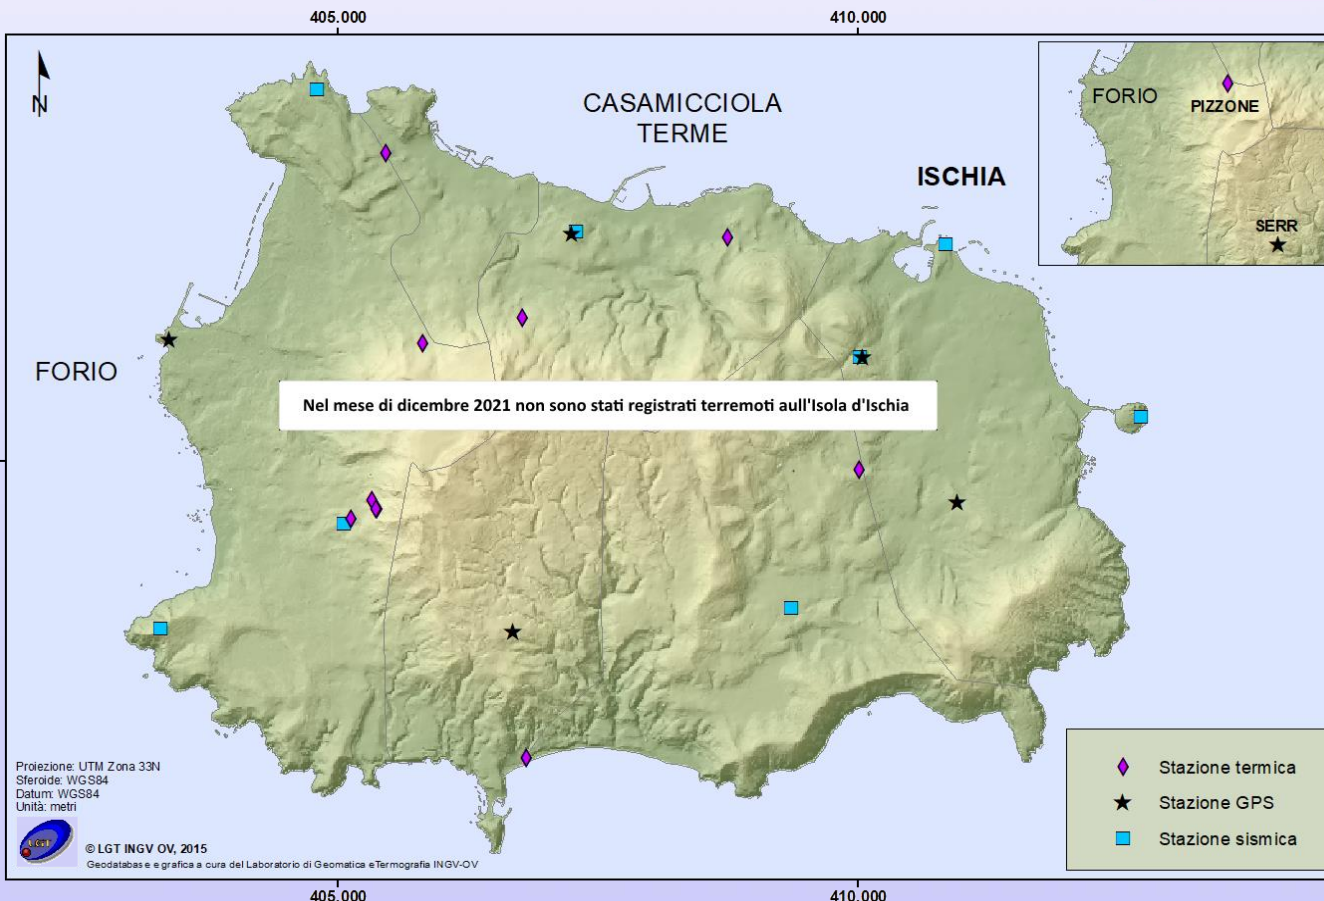 405.000 410.000
N
CASAMICCIOLA
TERME
ISCHIA
FORIO
FORIO
PIZZONE
SERR
Nel mese di dicembre 2021 non sono stati registrati terremoti aull'Isola d'Ischia
Proiezione: UTM Zona 33N
Sferoide: WGS84
Datum: WGS84
Unità: metri
© LGT INGV OV, 2015
Geodatabase e grafica a cura del Laboratorio di Geomatica e Termografia INGV-OV
Stazione termica
Stazione GPS
Stazione sismica
405.000 410.000